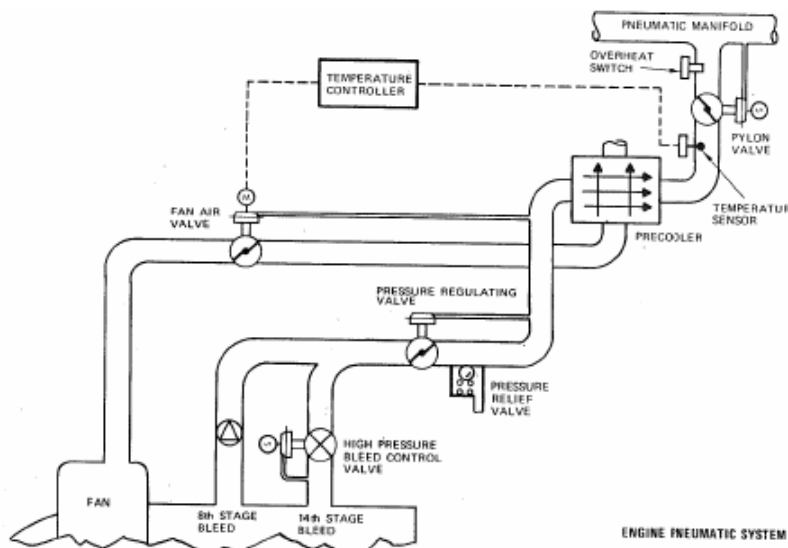 PNEUMATIC MANIFOLD
OVERHEAT
SWITCH
TEMPERATURE
CONTROLLER
S
PYLON
VALVE
M
FAN AIR
VALVE
TEMPERATURE
SENSOR
PRECOOLER
PRESSURE REGULATING
VALVE
PRESSURE
RELIEF
VALVE
S
HIGH PRESSURE
BLEED CONTROL
VALVE
FAN
8th STAGE
BLEED
14th STAGE
BLEED
ENGINE PNEUMATIC SYSTEM